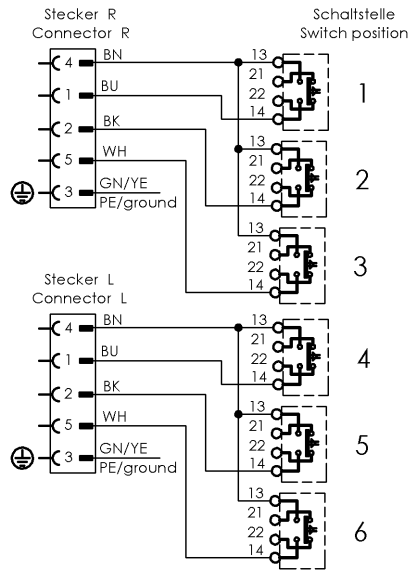 Stecker R
Connector R
Schaltstelle
Switch position
4 BN
1 BU
2 BK
5 WH
3 GN/YE
PE/ground
13
21
22
14
1
13
21
22
14
2
13
21
22
14
3
Stecker L
Connector L
4 BN
1 BU
2 BK
5 WH
3 GN/YE
PE/ground
13
21
22
14
4
13
21
22
14
5
13
21
22
14
6